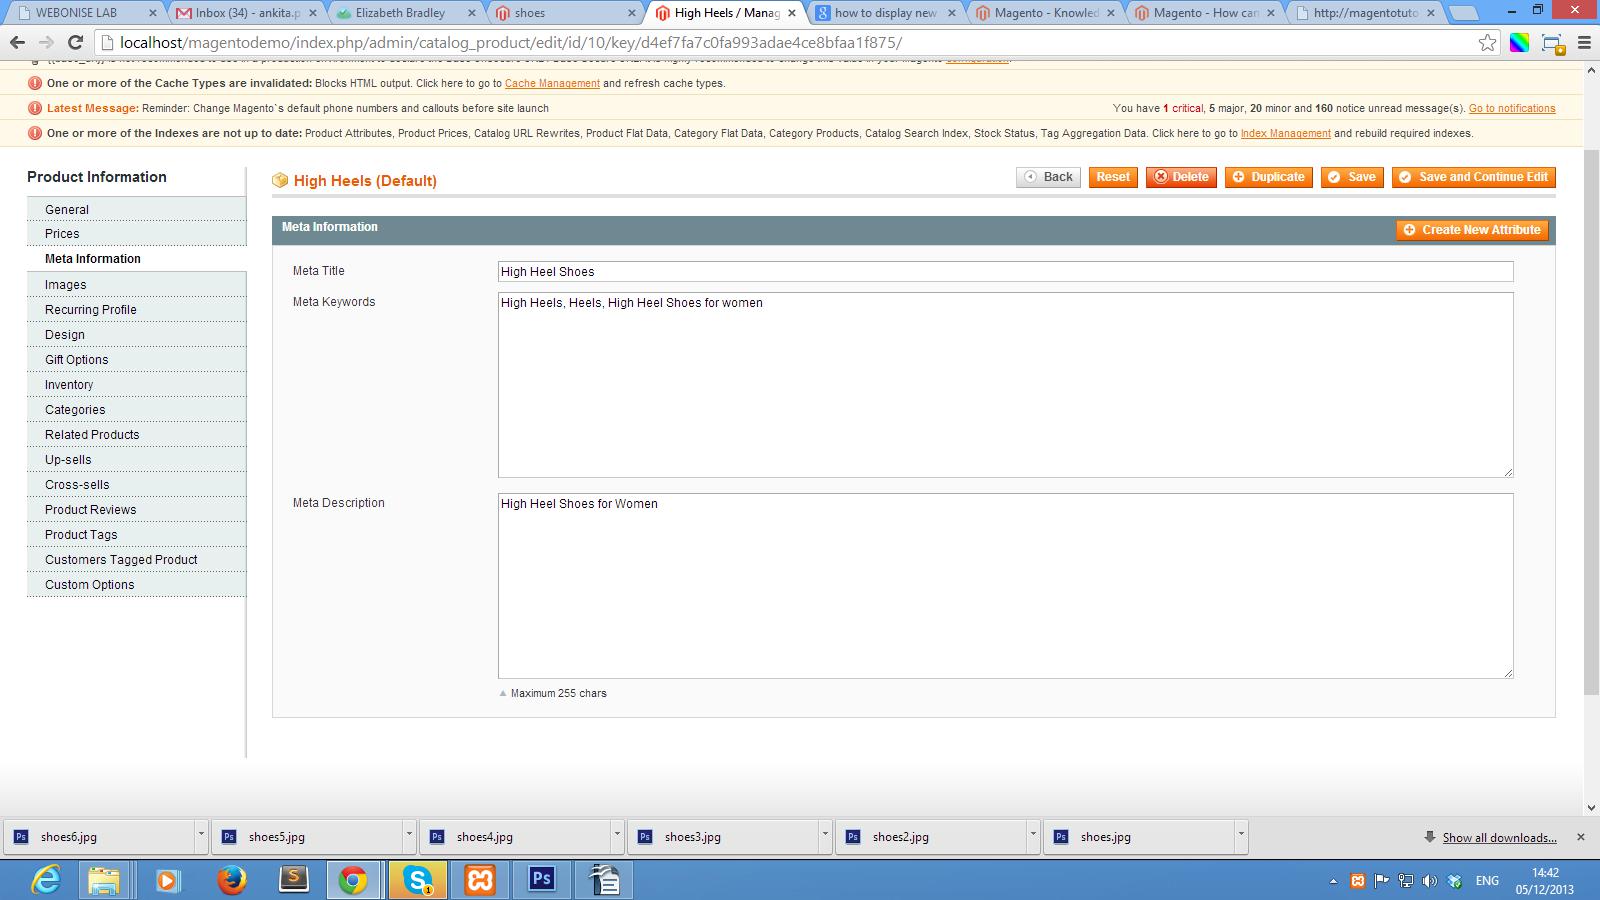 WEBONISE LAB
Inbox (34) - ankita.p
Elizabeth Bradley
shoes
High Heels / Manag
how to display new
Magento - Knowled
Magento - How can
http://magentotuto
localhost/magentodemo/index.php/admin/catalog_product/edit/id/10/key/d4ef7fa7c0fa993adae4ce8bfaa1f875/
One or more of the Cache Types are invalidated: Blocks HTML output. Click here to go to Cache Management and refresh cache types.
Latest Message: Reminder: Change Magento`s default phone numbers and callouts before site launch
You have 1 critical, 5 major, 20 minor and 160 notice unread message(s). Go to notifications
One or more of the Indexes are not up to date: Product Attributes, Product Prices, Catalog URL Rewrites, Product Flat Data, Category Flat Data, Category Products, Catalog Search Index, Stock Status, Tag Aggregation Data. Click here to go to Index Management and rebuild required indexes.
Product Information
General
Prices
Meta Information
Images
Recurring Profile
Design
Gift Options
Inventory
Categories
Related Products
Up-sells
Cross-sells
Product Reviews
Product Tags
Customers Tagged Product
Custom Options
High Heels (Default)
Back
Reset
Delete
Duplicate
Save
Save and Continue Edit
Meta Information
Create New Attribute
Meta Title
High Heel Shoes
Meta Keywords
High Heels, Heels, High Heel Shoes for women
Meta Description
High Heel Shoes for Women
Maximum 255 chars
shoes6.jpg
shoes5.jpg
shoes4.jpg
shoes3.jpg
shoes2.jpg
shoes.jpg
Show all downloads...
ENG
14:42
05/12/2013